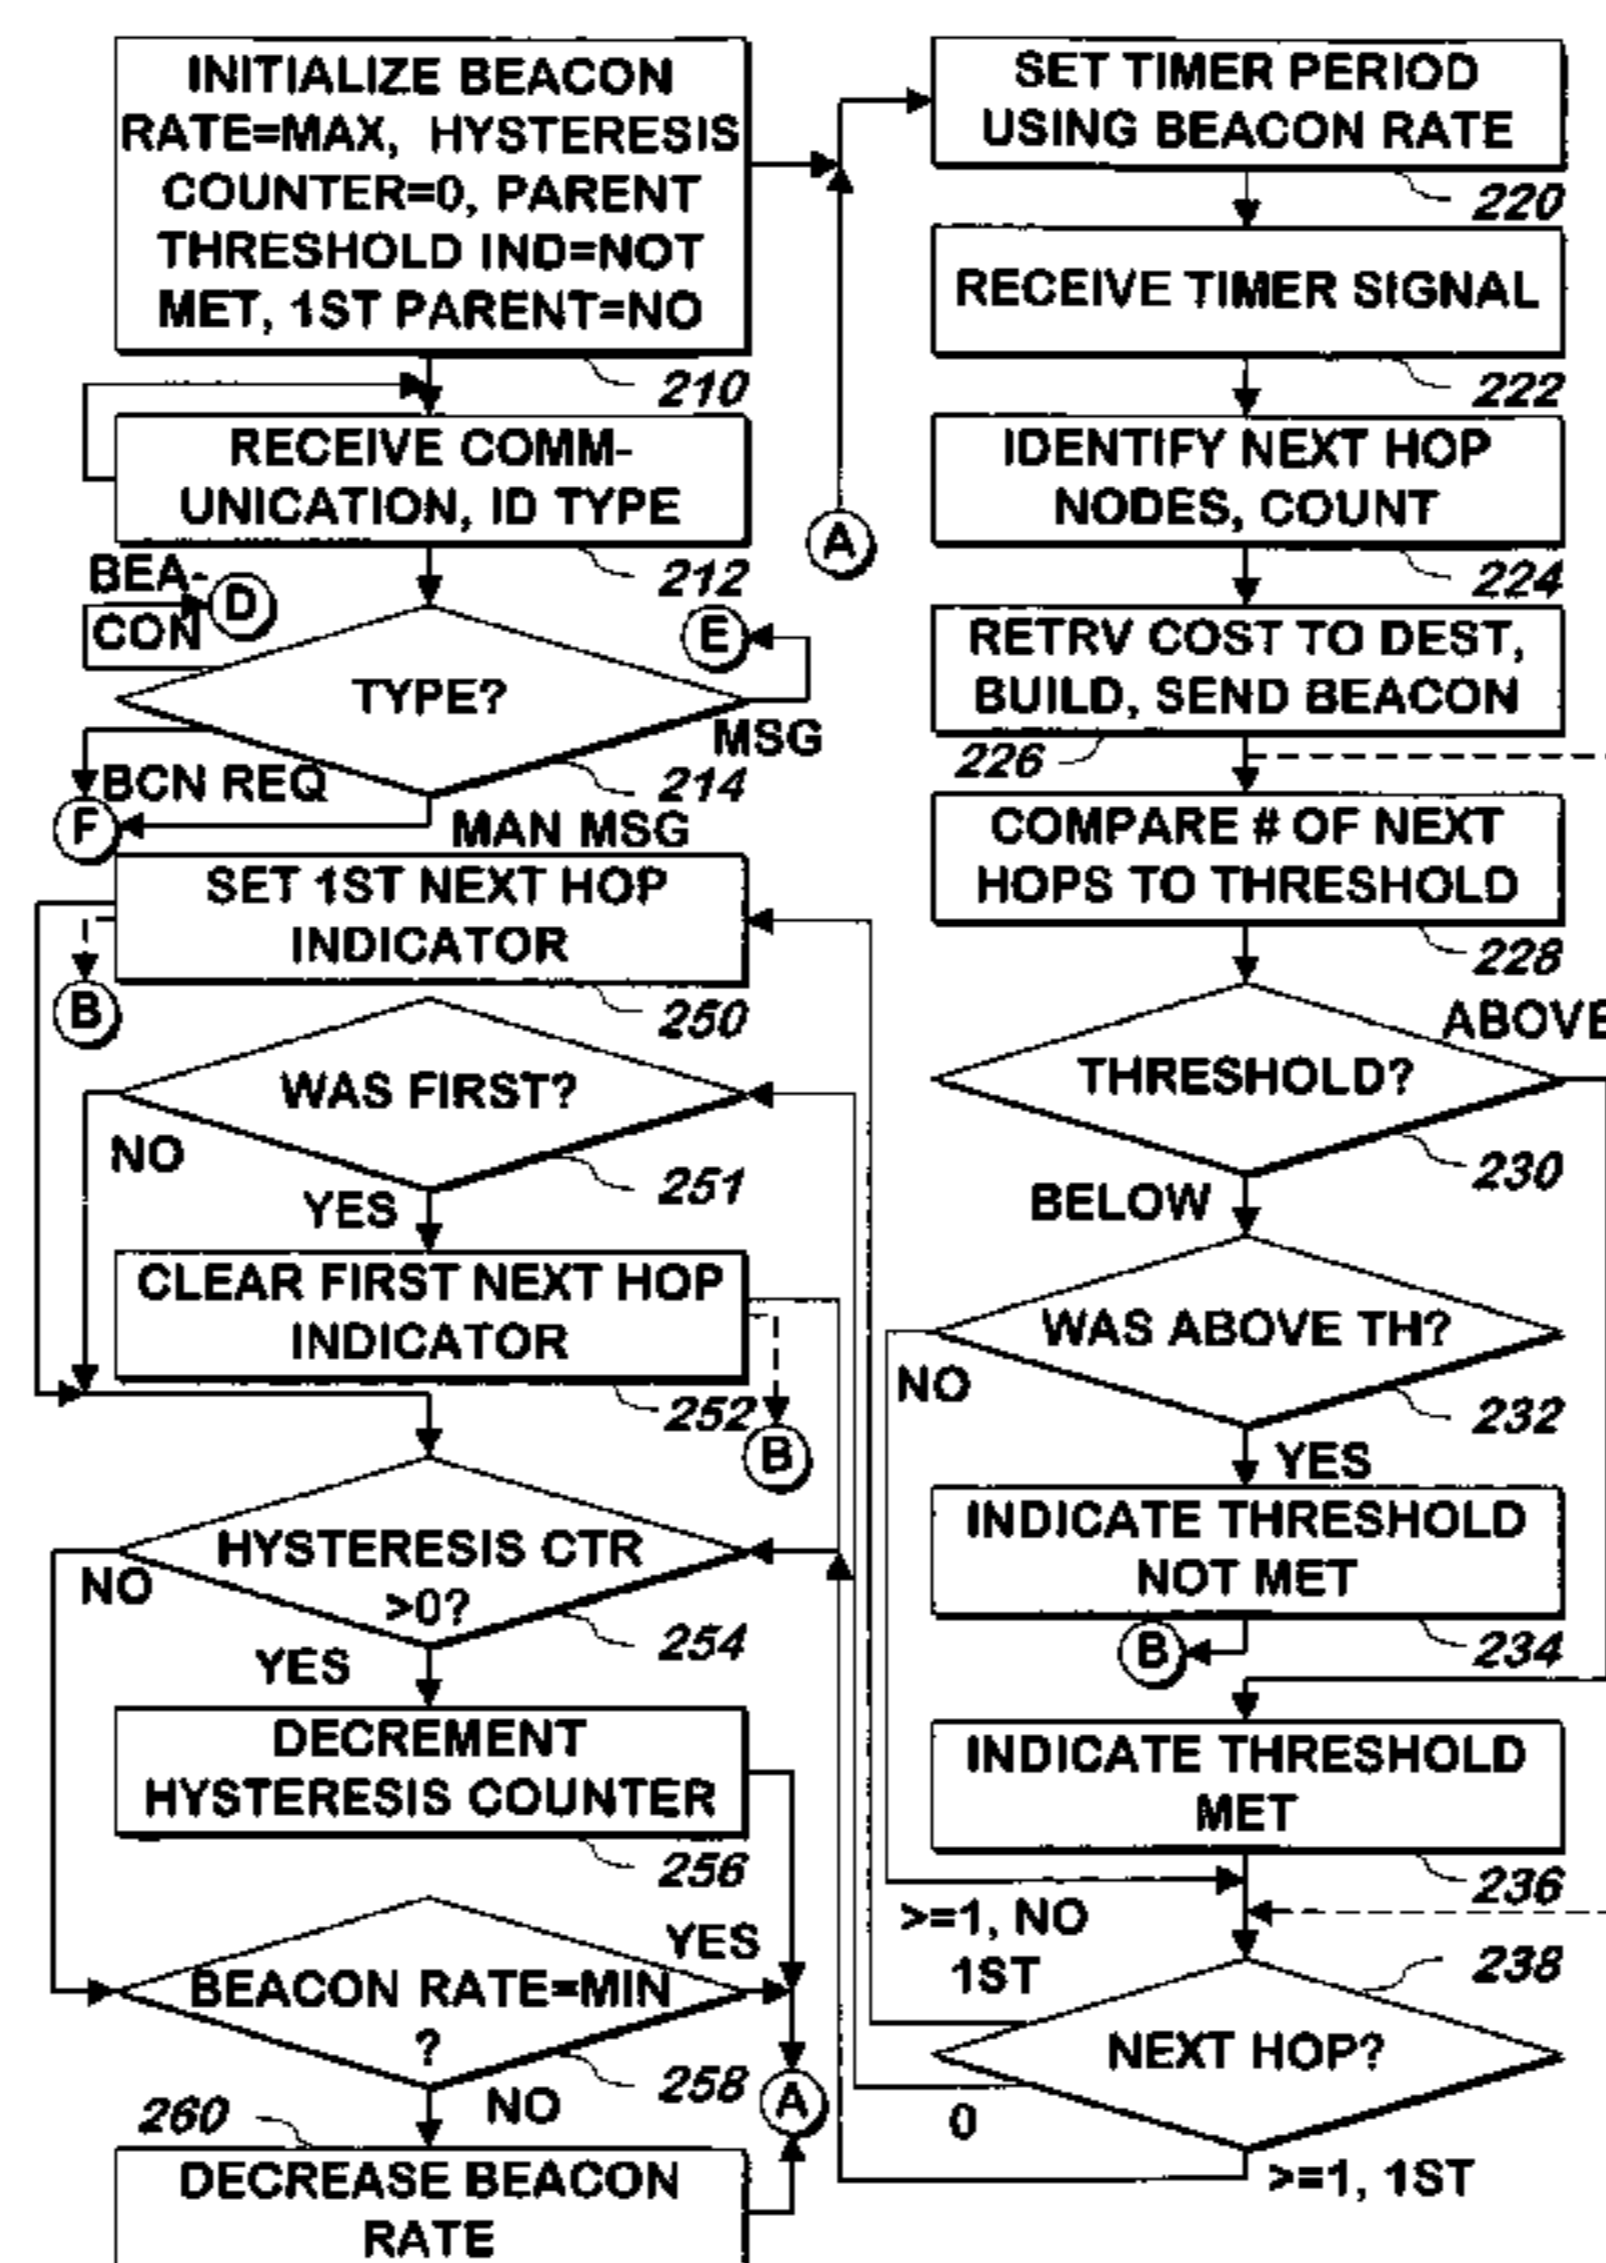 INITIALIZE BEACON
RATE=MAX, HYSTERESIS
COUNTER=0, PARENT
THRESHOLD IND=NOT
MET, 1ST PARENT=NO
210
RECEIVE COMM-
UNICATION, ID TYPE
212
BEA-
CON
D
E
TYPE?
MSG
BCN REQ
214
F
MAN MSG
SET 1ST NEXT HOP
INDICATOR
B
250
WAS FIRST?
NO
251
YES
CLEAR FIRST NEXT HOP
INDICATOR
252
B
HYSTERESIS CTR
>0?
NO
254
YES
DECREMENT
HYSTERESIS COUNTER
256
YES
BEACON RATE=MIN
?
258
NO
A
260
DECREASE BEACON
RATE
A
SET TIMER PERIOD
USING BEACON RATE
220
RECEIVE TIMER SIGNAL
222
IDENTIFY NEXT HOP
NODES, COUNT
224
RETRV COST TO DEST,
BUILD, SEND BEACON
226
COMPARE # OF NEXT
HOPS TO THRESHOLD
228
ABOVE
THRESHOLD?
230
BELOW
WAS ABOVE TH?
NO
232
YES
INDICATE THRESHOLD
NOT MET
B
234
INDICATE THRESHOLD
MET
236
>=1, NO
1ST
238
NEXT HOP?
0
>=1, 1ST